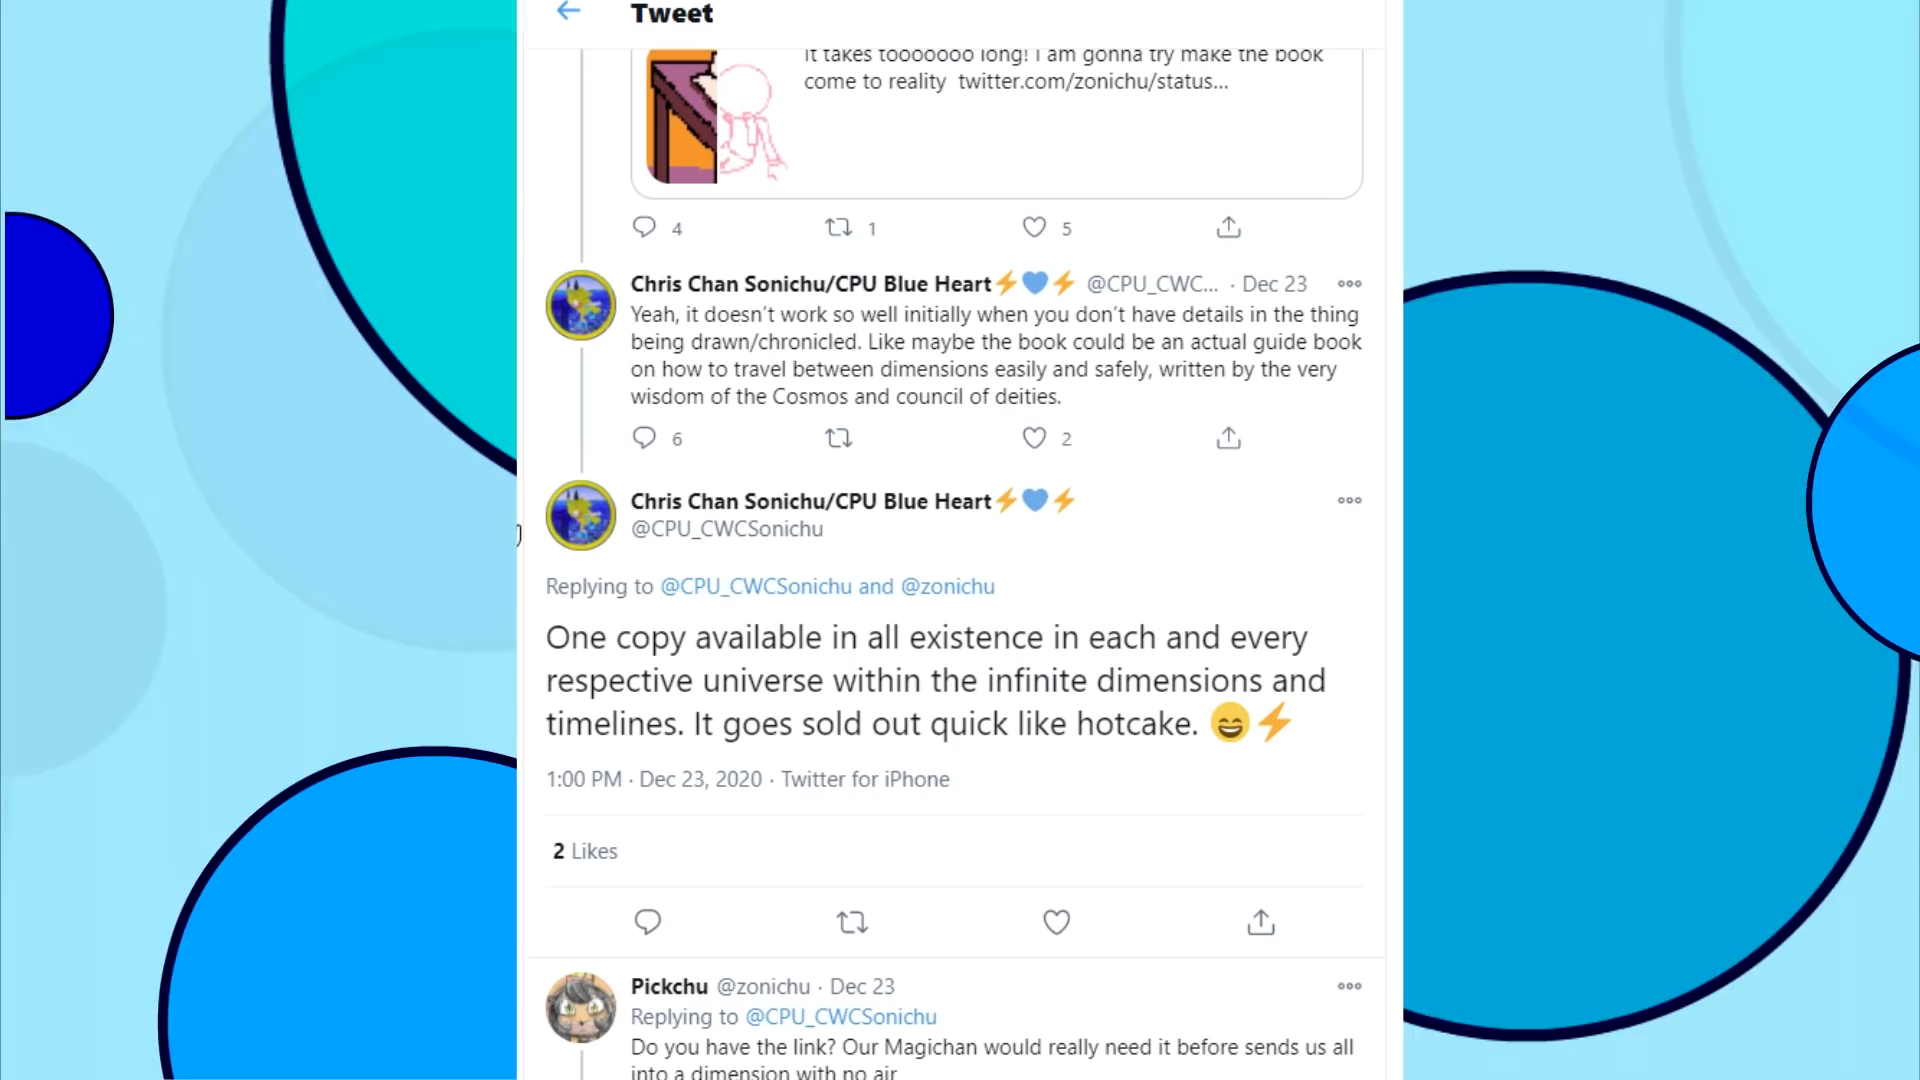 Tweet
It takes tooooooo long! I am gonna try make the book
come to reality twitter.com/zonichu/status...
4 1 5
Chris Chan Sonichu/CPU Blue Heart⚡💙⚡ @CPU_CWC... · Dec 23
Yeah, it doesn't work so well initially when you don't have details in the thing
being drawn/chronicled. Like maybe the book could be an actual guide book
on how to travel between dimensions easily and safely, written by the very
wisdom of the Cosmos and council of deities.
6 2
Chris Chan Sonichu/CPU Blue Heart⚡💙⚡
@CPU_CWCSonichu
Replying to @CPU_CWCSonichu and @zonichu
One copy available in all existence in each and every
respective universe within the infinite dimensions and
timelines. It goes sold out quick like hotcake. 😄⚡
1:00 PM · Dec 23, 2020 · Twitter for iPhone
2 Likes
Pickchu @zonichu · Dec 23
Replying to @CPU_CWCSonichu
Do you have the link? Our Magichan would really need it before sends us all
into a dimension with no air